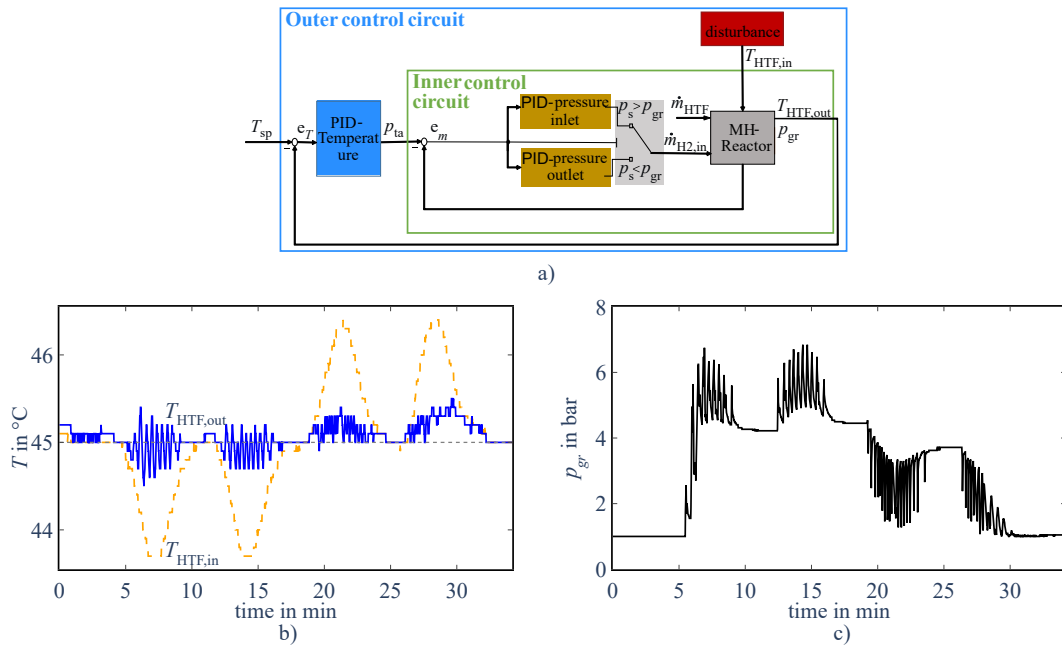 Outer control circuit
disturbance
T_HTF,in
Inner control
circuit
PID-pressure
inlet
p_s>p_gr
ṁ_HTF
T_HTF,out
p_gr
T_sp
e_T
PID-
Temperat
ure
p_ta
e_m
MH-
Reactor
ṁ_H2,in
PID-pressure
outlet
p_s<p_gr
−
−
a)
T in °C
46
45
44
T_HTF,out
T_HTF,in
0 5 10 15 20 25 30
time in min
b)
p_gr in bar
8
6
4
2
0
0 5 10 15 20 25 30
time in min
c)